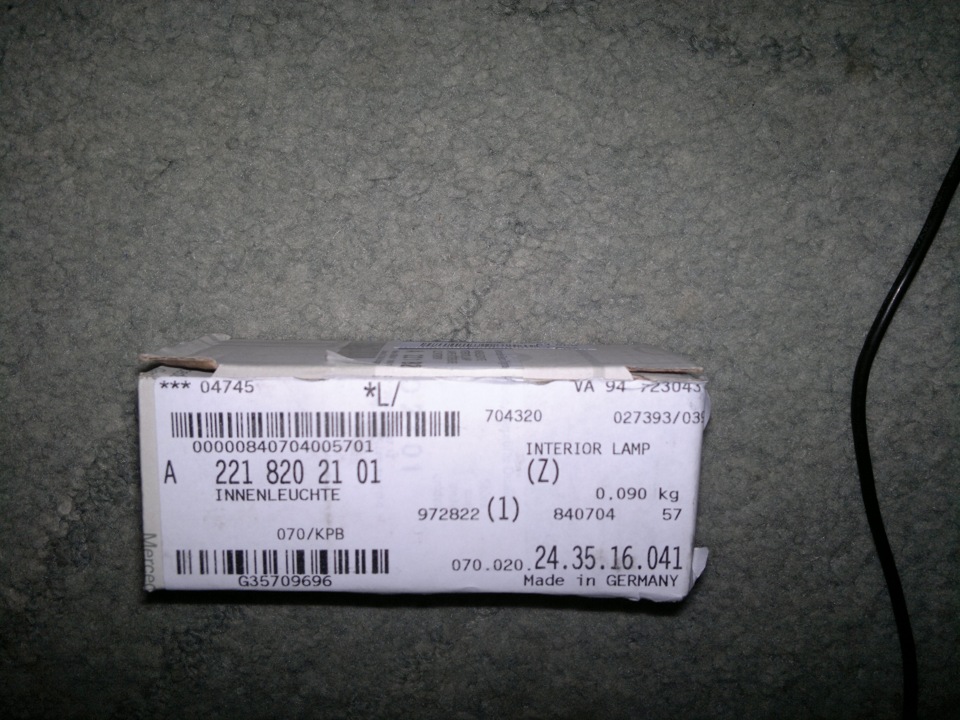 *** 04745 *L/ VA 94
704320 027393/03
00000840704005701 INTERIOR LAMP
A 221 820 21 01 (Z)
INNENLEUCHTE 0.090 kg
972822 (1) 840704 57
070/KPB
070.020.24.35.16.041
G35709696 Made in GERMANY